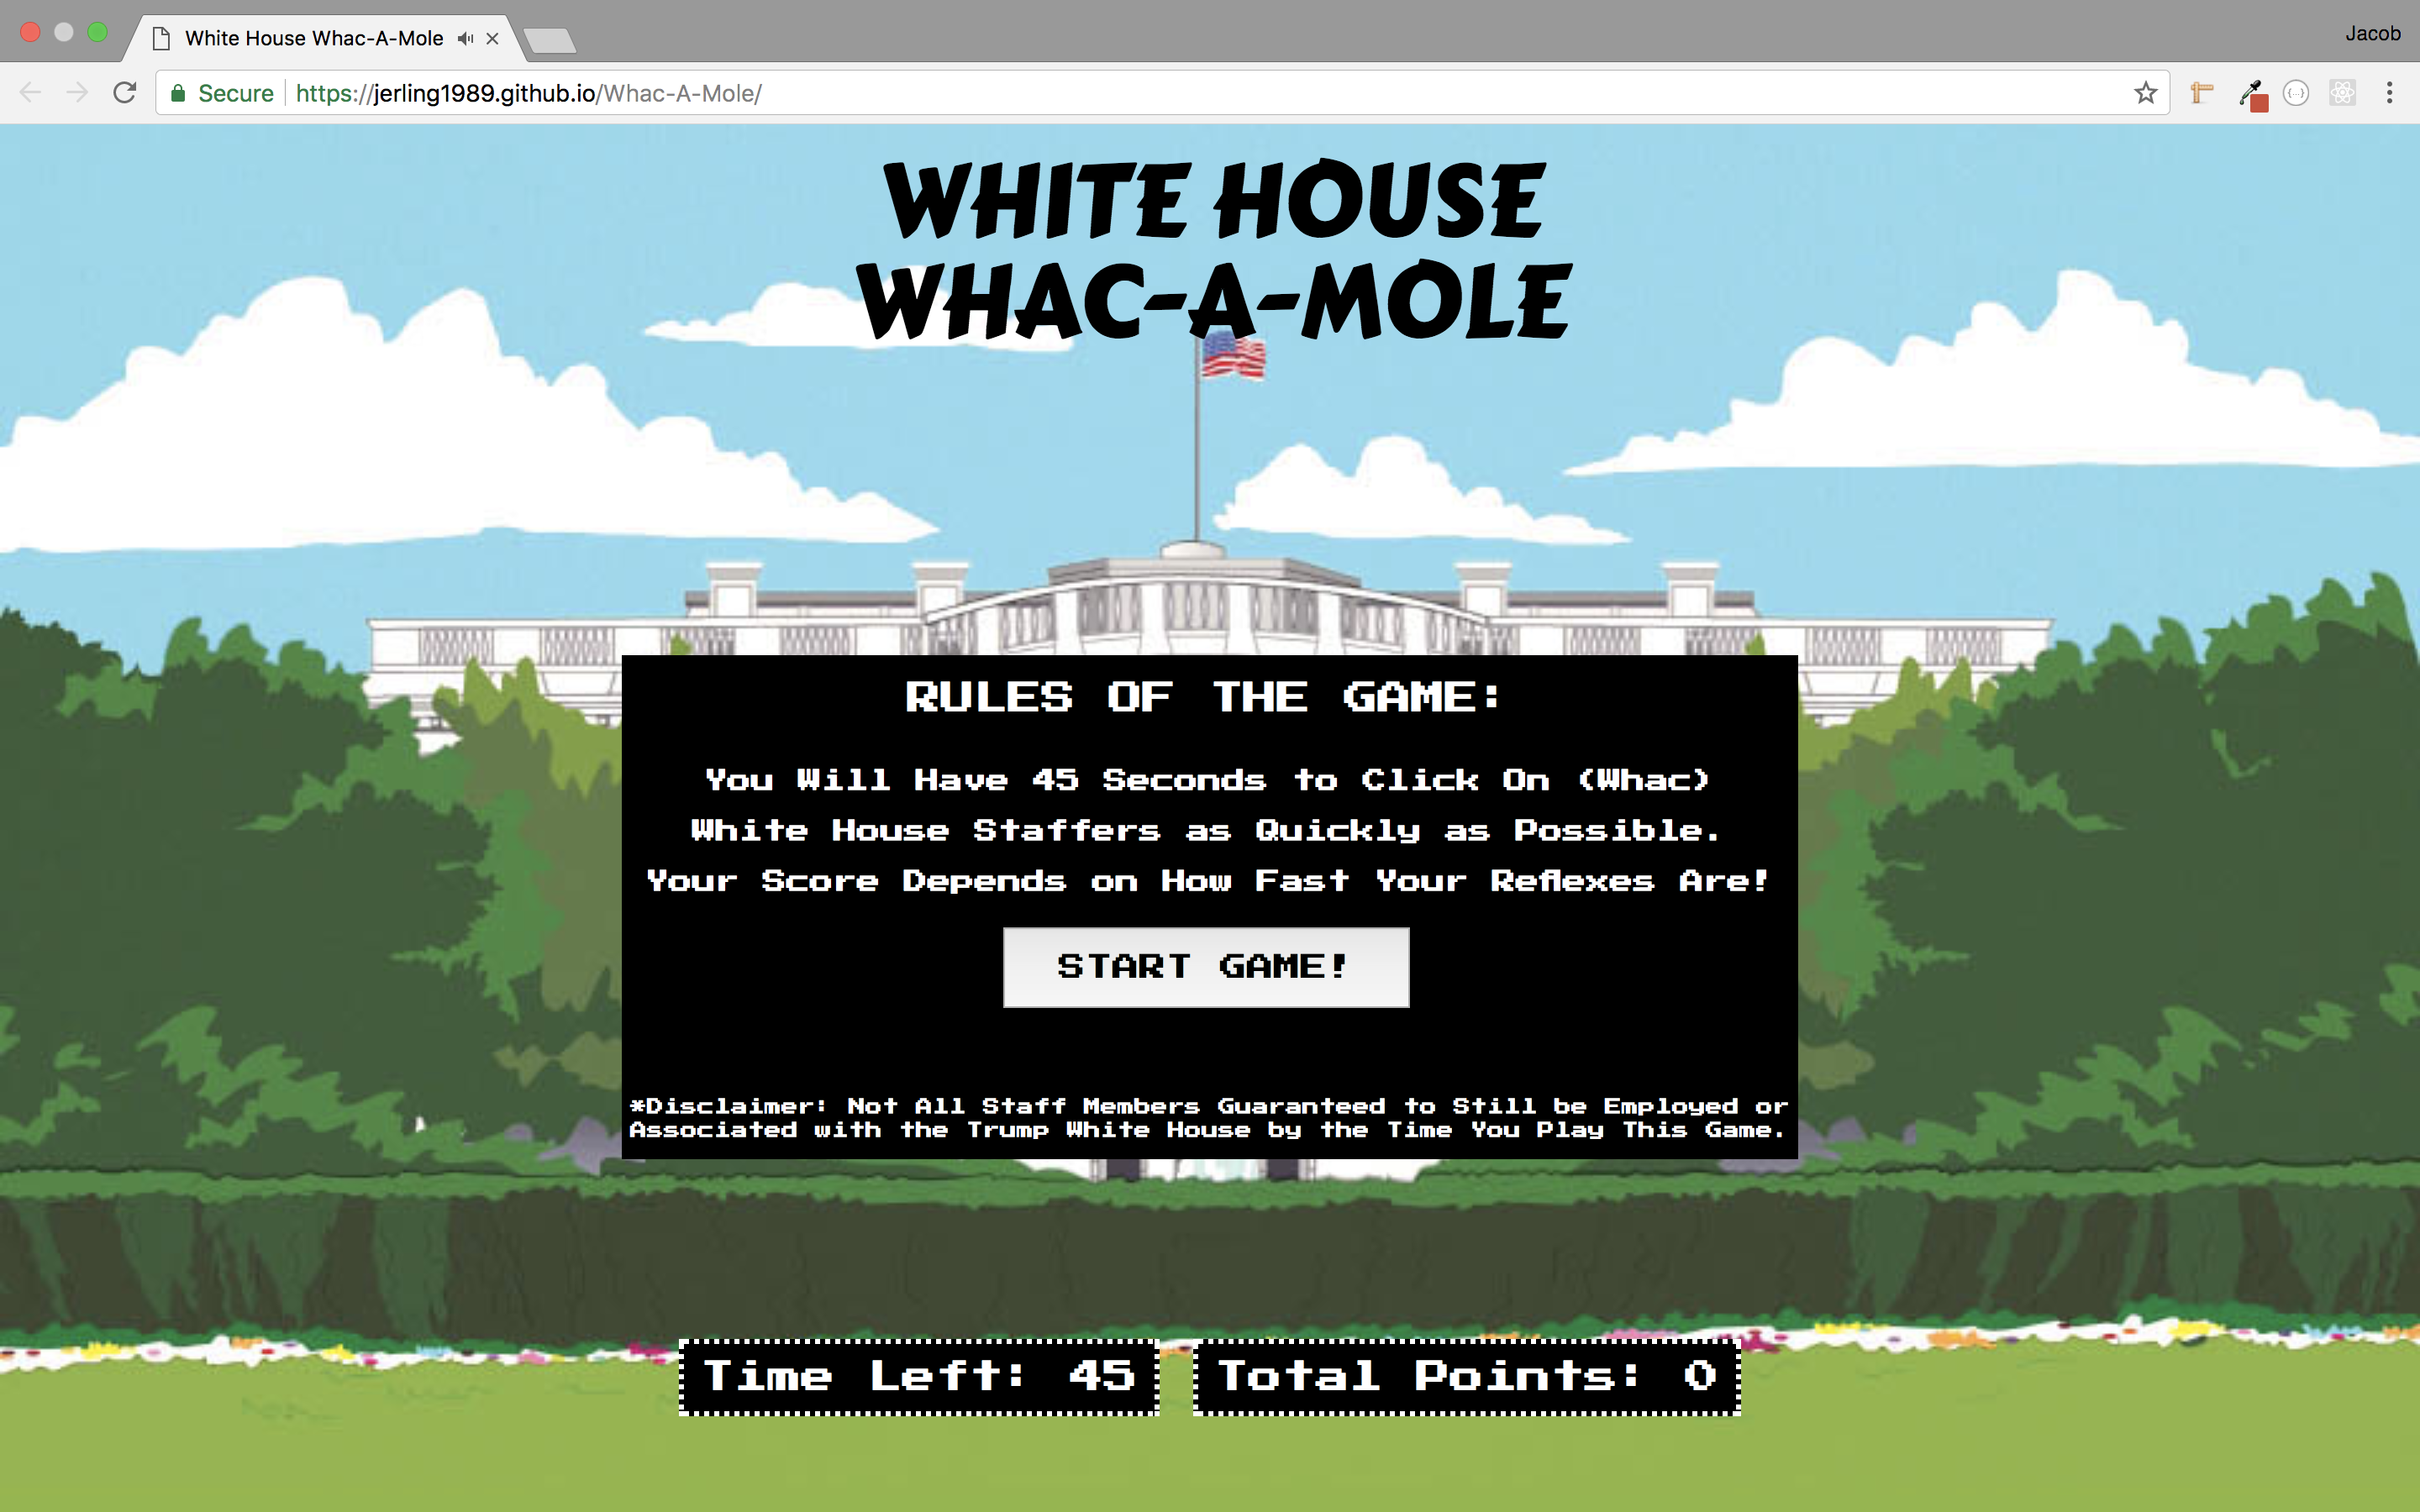 White House Whac-A-Mole
Jacob
Secure https://jerling1989.github.io/Whac-A-Mole/
WHITE HOUSE
WHAC-A-MOLE
RULES OF THE GAME:
You Will Have 45 Seconds to Click On (Whac)
White House Staffers as Quickly as Possible.
Your Score Depends on How Fast Your Reflexes Are!
START GAME!
*Disclaimer: Not All Staff Members Guaranteed to Still be Employed or
Associated with the Trump White House by the Time You Play This Game.
Time Left: 45 Total Points: 0